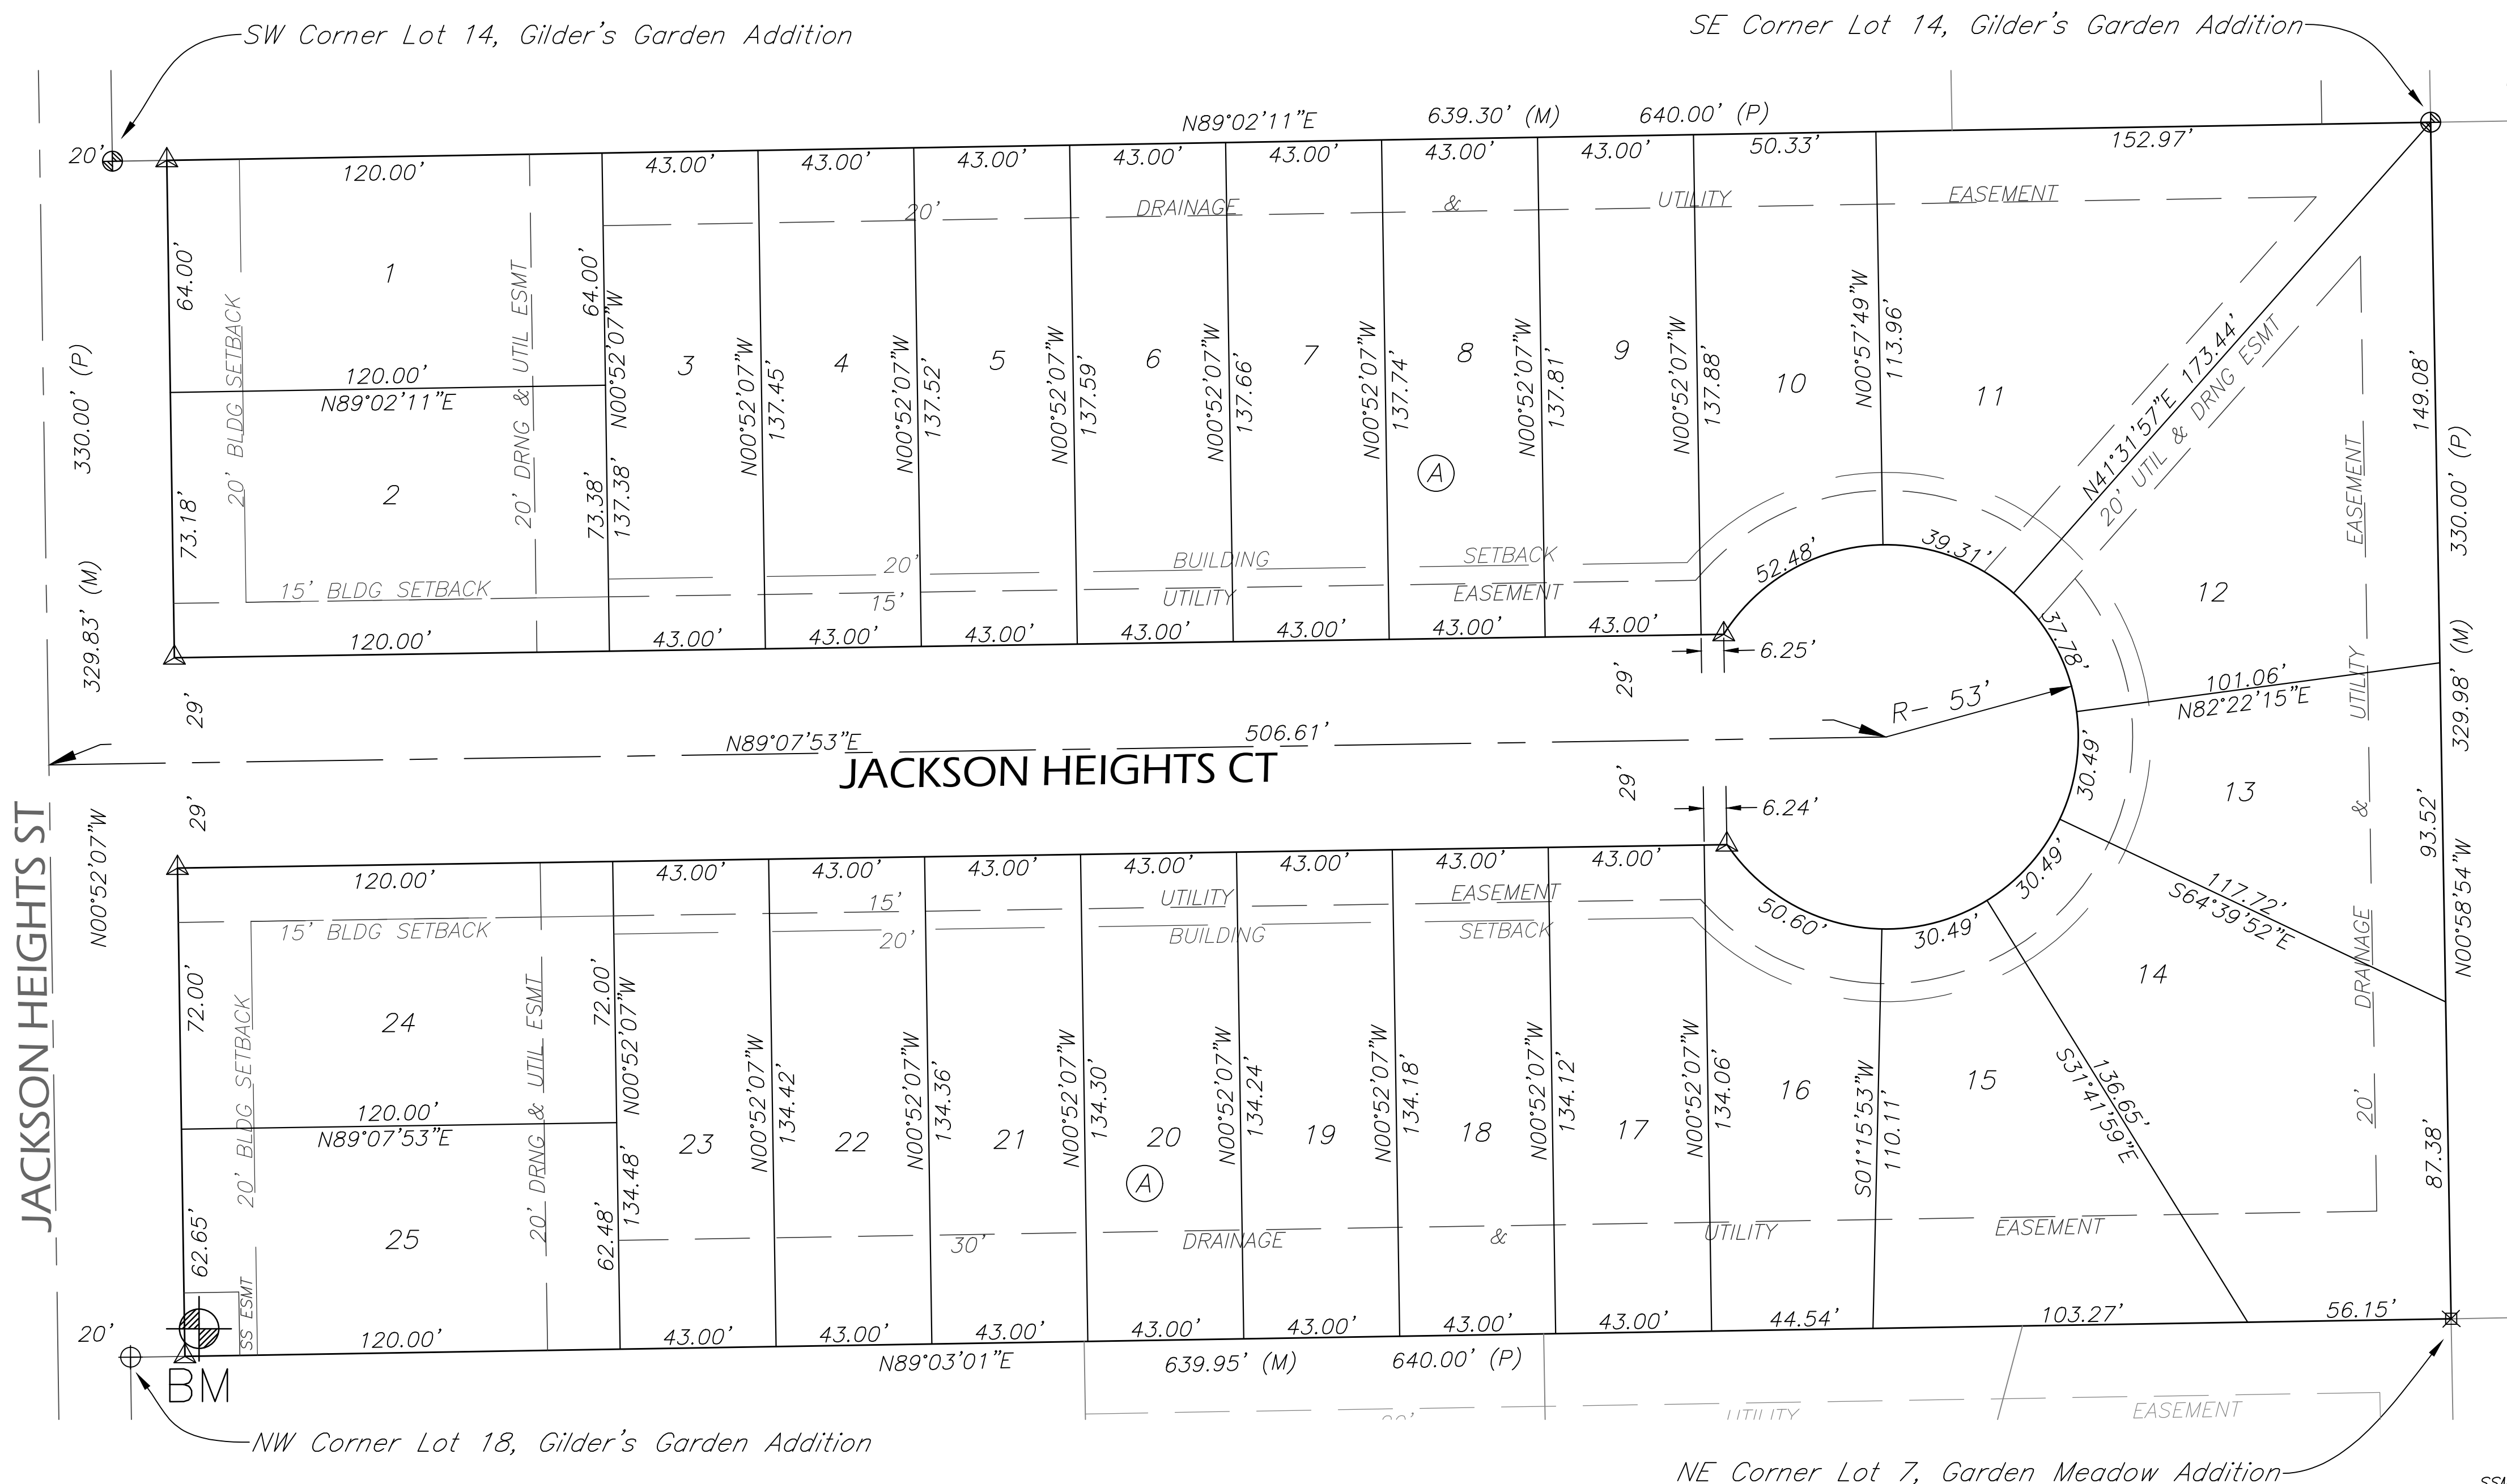 SW Corner Lot 14, Gilder's Garden Addition
SE Corner Lot 14, Gilder's Garden Addition
N89°02'11"E 639.30' (M) 640.00' (P)
20'
120.00' 43.00' 43.00' 43.00' 43.00' 43.00' 43.00' 43.00' 50.33' 152.97'
20' DRAINAGE & UTILITY EASEMENT
64.00'
1
64.00'
20' BLDG SETBACK
20' DRNG & UTIL ESMT
N00°52'07"W
137.38'
120.00'
N89°02'11"E
330.00' (P)
329.83' (M)
73.18'
2
73.38'
3
N00°52'07"W
137.45'
4
N00°52'07"W
137.52'
5
N00°52'07"W
137.59'
6
N00°52'07"W
137.66'
7
N00°52'07"W
137.74'
8
N00°52'07"W
137.81'
9
N00°52'07"W
137.88'
10
N00°57'49"W
113.96'
11
N41°31'57"E 173.44'
20' UTIL & DRNG ESMT
149.08'
330.00' (P)
329.98' (M)
A
12
20' BUILDING SETBACK
15' UTILITY EASEMENT
15' BLDG SETBACK
120.00' 43.00' 43.00' 43.00' 43.00' 43.00' 43.00' 43.00'
6.25'
52.48'
39.31'
37.78'
101.06'
N82°22'15"E
29'
29'
R- 53'
N89°07'53"E 506.61'
JACKSON HEIGHTS CT
JACKSON HEIGHTS ST
N00°52'07"W
29'
29'
6.24'
30.49'
13
93.52'
N00°58'54"W
20' DRAINAGE & UTILITY EASEMENT
120.00' 43.00' 43.00' 43.00' 43.00' 43.00' 43.00' 43.00'
15' UTILITY EASEMENT
15' BLDG SETBACK
20' BUILDING SETBACK
50.60'
30.49'
30.49'
117.72'
S64°39'52"E
14
72.00'
24
72.00'
20' BLDG SETBACK
20' DRNG & UTIL ESMT
N00°52'07"W
134.48'
120.00'
N89°07'53"E
62.65'
25
62.48'
23
N00°52'07"W
134.42'
22
N00°52'07"W
134.36'
21
N00°52'07"W
134.30'
20
N00°52'07"W
134.24'
19
N00°52'07"W
134.18'
18
N00°52'07"W
134.12'
17
N00°52'07"W
134.06'
16
S01°15'53"W
110.11'
15
136.65'
S31°41'59"E
87.38'
A
30' DRAINAGE & UTILITY EASEMENT
SS ESMT
20'
120.00' 43.00' 43.00' 43.00' 43.00' 43.00' 43.00' 43.00' 44.54' 103.27' 56.15'
N89°03'01"E 639.95' (M) 640.00' (P)
BM
UTILITY EASEMENT
NW Corner Lot 18, Gilder's Garden Addition
NE Corner Lot 7, Garden Meadow Addition